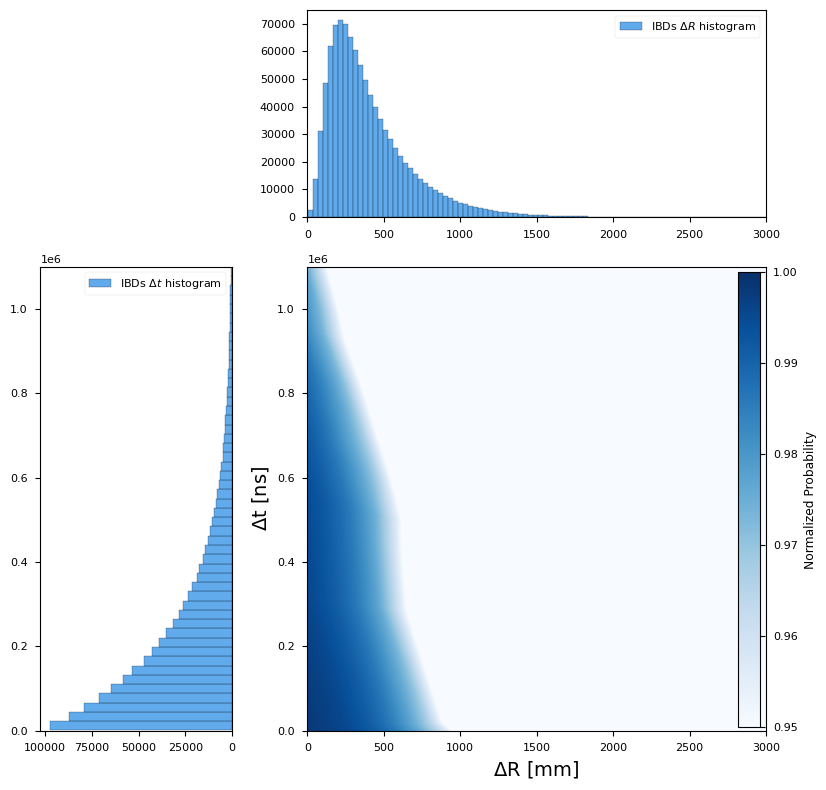 70000
60000
50000
40000
30000
20000
10000
0
IBDs ΔR histogram
0 500 1000 1500 2000 2500 3000
1e6
1.0
0.8
0.6
0.4
0.2
0.0
IBDs Δt histogram
100000 75000 50000 25000 0
1e6
Δt [ns]
1.0
0.8
0.6
0.4
0.2
0.0
0 500 1000 1500 2000 2500 3000
ΔR [mm]
1.00
0.99
0.98
0.97
0.96
0.95
Normalized Probability